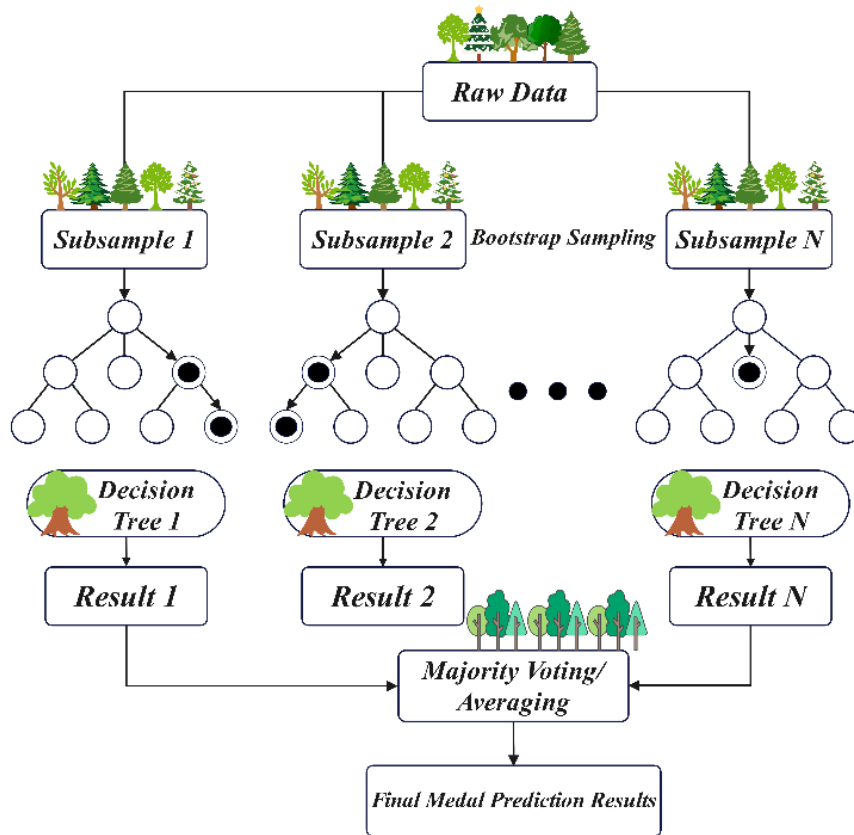 Raw Data
Subsample 1
Subsample 2
Bootstrap Sampling
Subsample N
Decision
Tree 1
Decision
Tree 2
Decision
Tree N
Result 1
Result 2
Result N
Majority Voting/
Averaging
Final Medal Prediction Results